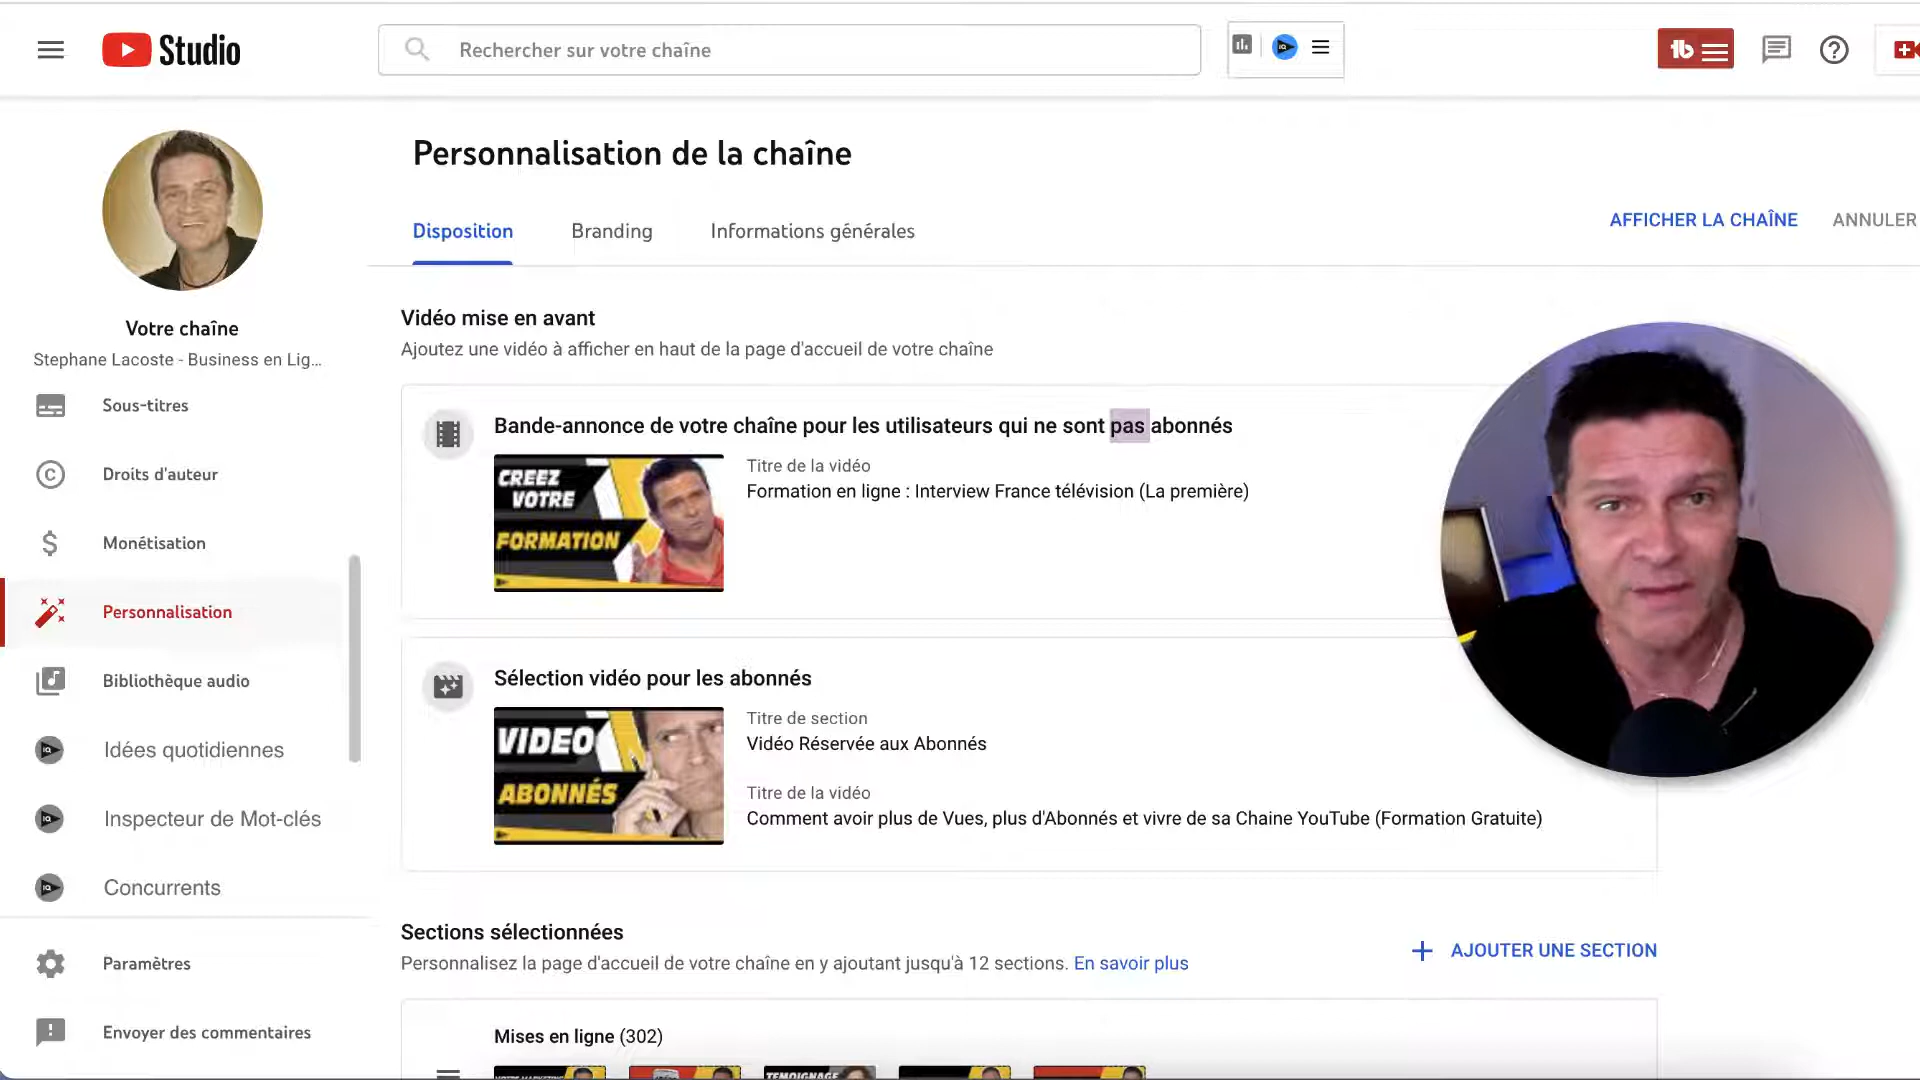 Studio
Rechercher sur votre chaîne
Personnalisation de la chaîne
Disposition
Branding
Informations générales
AFFICHER LA CHAÎNE
ANNULER
Votre chaîne
Stephane Lacoste - Business en Lig...
Sous-titres
Droits d'auteur
Monétisation
Personnalisation
Bibliothèque audio
Idées quotidiennes
Inspecteur de Mot-clés
Concurrents
Paramètres
Envoyer des commentaires
Vidéo mise en avant
Ajoutez une vidéo à afficher en haut de la page d'accueil de votre chaîne
Bande-annonce de votre chaîne pour les utilisateurs qui ne sont pas abonnés
CREEZ
VOTRE
FORMATION
Titre de la vidéo
Formation en ligne : Interview France télévision (La première)
Sélection vidéo pour les abonnés
VIDEO
ABONNÉS
Titre de section
Vidéo Réservée aux Abonnés
Titre de la vidéo
Comment avoir plus de Vues, plus d'Abonnés et vivre de sa Chaine YouTube (Formation Gratuite)
Sections sélectionnées
Personnalisez la page d'accueil de votre chaîne en y ajoutant jusqu'à 12 sections. En savoir plus
AJOUTER UNE SECTION
Mises en ligne (302)
TEMOIGNAGE